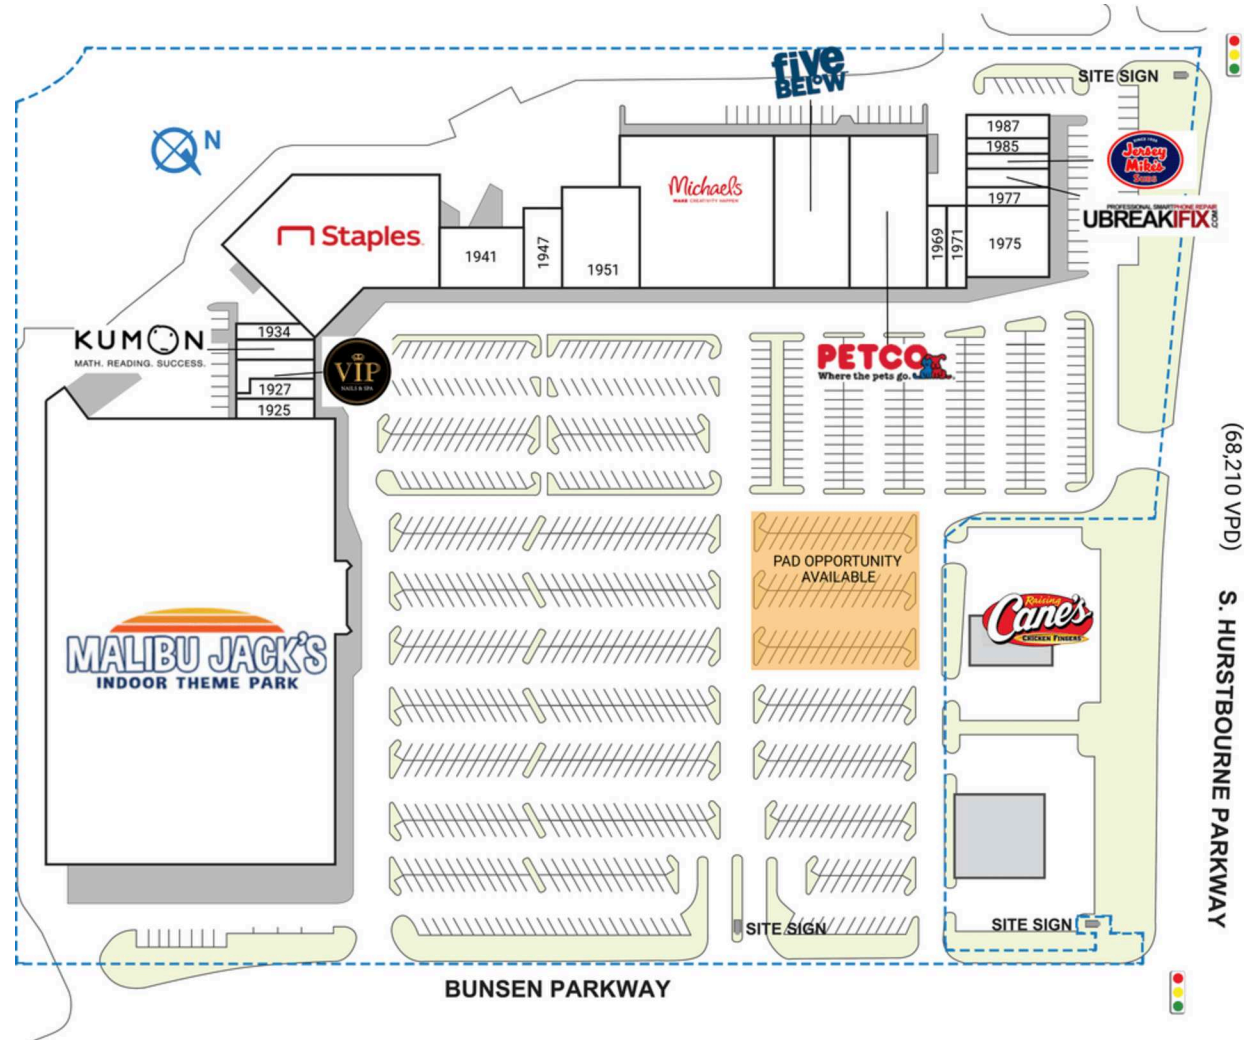 five
BELOW
SITE SIGN
N
1987
1985
SINCE 1956
Jersey
Mike's
SUBS
1977
PROFESSIONAL SMARTPHONE REPAIR
UBREAKIFIX
.COM
1975
Michaels
MAKE CREATIVITY HAPPEN
Staples.
1941
1947
1951
1969
1971
KUMON
MATH. READING. SUCCESS.
1934
VIP
NAILS & SPA
1927
1925
PETCO
Where the pets go.
(68,210 VPD)
S. HURSTBOURNE PARKWAY
PAD OPPORTUNITY
AVAILABLE
Raising
Cane's
CHICKEN FINGERS
MALIBU JACK'S
INDOOR THEME PARK
SITE SIGN
SITE SIGN
BUNSEN PARKWAY